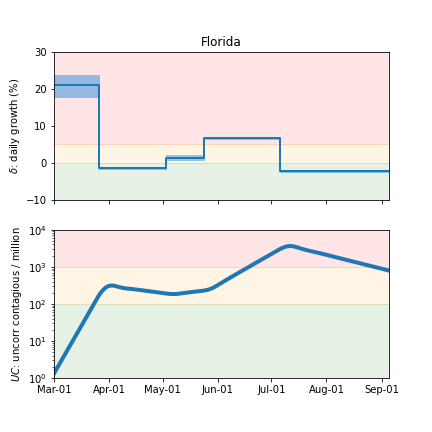 Florida
δ: daily growth (%)
30
20
10
0
−10
UC: uncorr contagious / million
10⁴
10³
10²
10¹
10⁰
Mar-01 Apr-01 May-01 Jun-01 Jul-01 Aug-01 Sep-01